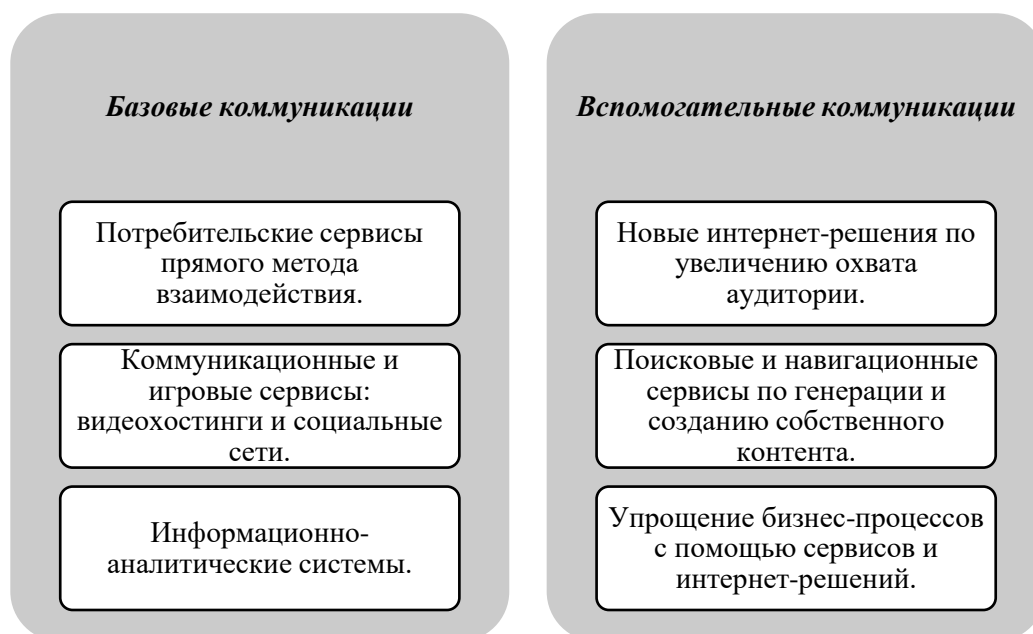 Базовые коммуникации
Потребительские сервисы
прямого метода
взаимодействия.
Коммуникационные и
игровые сервисы:
видеохостинги и социальные
сети.
Информационно-
аналитические системы.
Вспомогательные коммуникации
Новые интернет-решения по
увеличению охвата
аудитории.
Поисковые и навигационные
сервисы по генерации и
созданию собственного
контента.
Упрощение бизнес-процессов
с помощью сервисов и
интернет-решений.